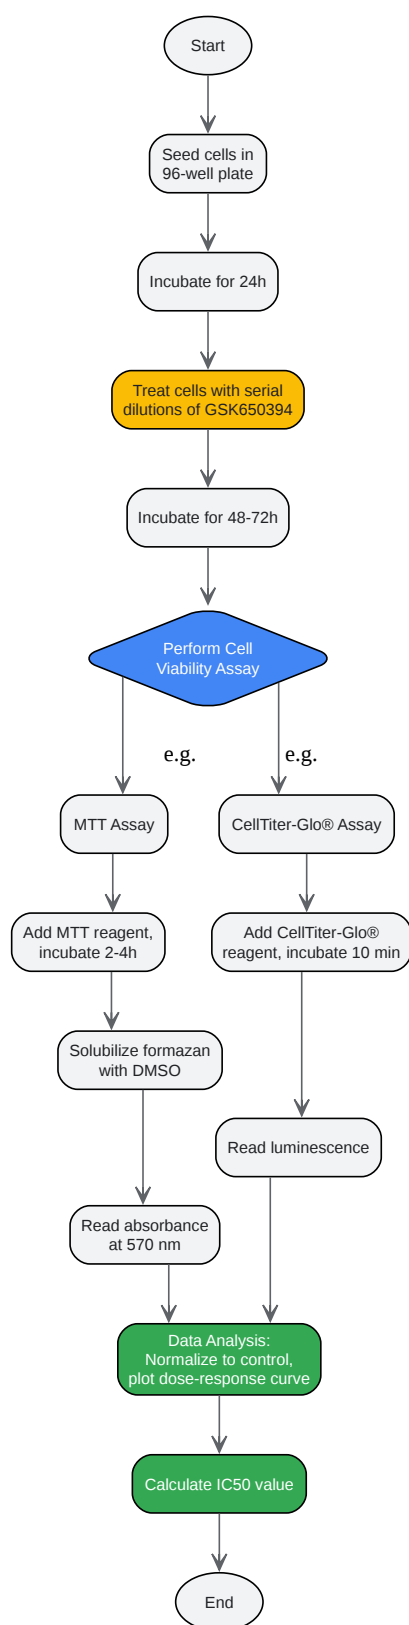 Start
Seed cells in
96-well plate
Incubate for 24h
Treat cells with serial
dilutions of GSK650394
Incubate for 48-72h
Perform Cell
Viability Assay
e.g.
e.g.
MTT Assay
CellTiter-Glo® Assay
Add MTT reagent,
incubate 2-4h
Add CellTiter-Glo®
reagent, incubate 10 min
Solubilize formazan
with DMSO
Read luminescence
Read absorbance
at 570 nm
Data Analysis:
Normalize to control,
plot dose-response curve
Calculate IC50 value
End